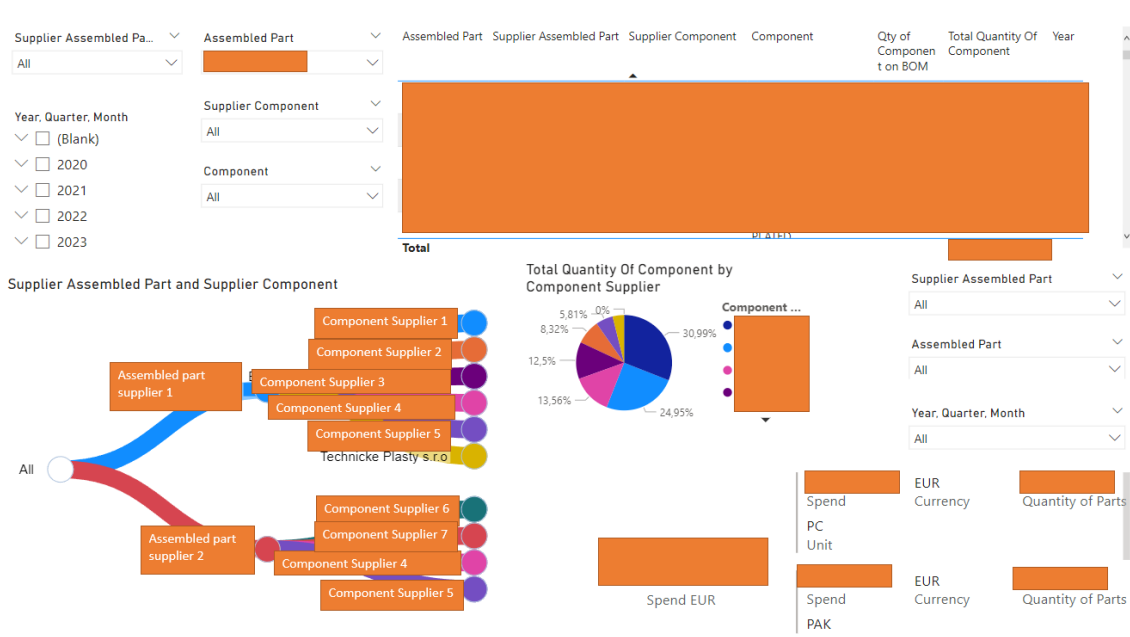 Supplier Assembled Pa...
All
Assembled Part
Supplier Component
All
Component
All
Year, Quarter, Month
(Blank)
2020
2021
2022
2023
Assembled Part Supplier Assembled Part Supplier Component Component Qty of Componen t on BOM Total Quantity Of Component Year
Total
Supplier Assembled Part and Supplier Component
All
Assembled part
supplier 1
Component Supplier 1
Component Supplier 2
Component Supplier 3
Component Supplier 4
Component Supplier 5
Technicke Plasty s.r.o
Assembled part
supplier 2
Component Supplier 6
Component Supplier 7
Component Supplier 4
Component Supplier 5
Total Quantity Of Component by
Component Supplier
0%
5,81%
8,32%
12,5%
13,56%
30,99%
24,95%
Component ...
Supplier Assembled Part
All
Assembled Part
All
Year, Quarter, Month
All
Spend EUR
EUR
Spend Currency Quantity of Parts
PC
Unit
EUR
Spend Currency Quantity of Parts
PAK